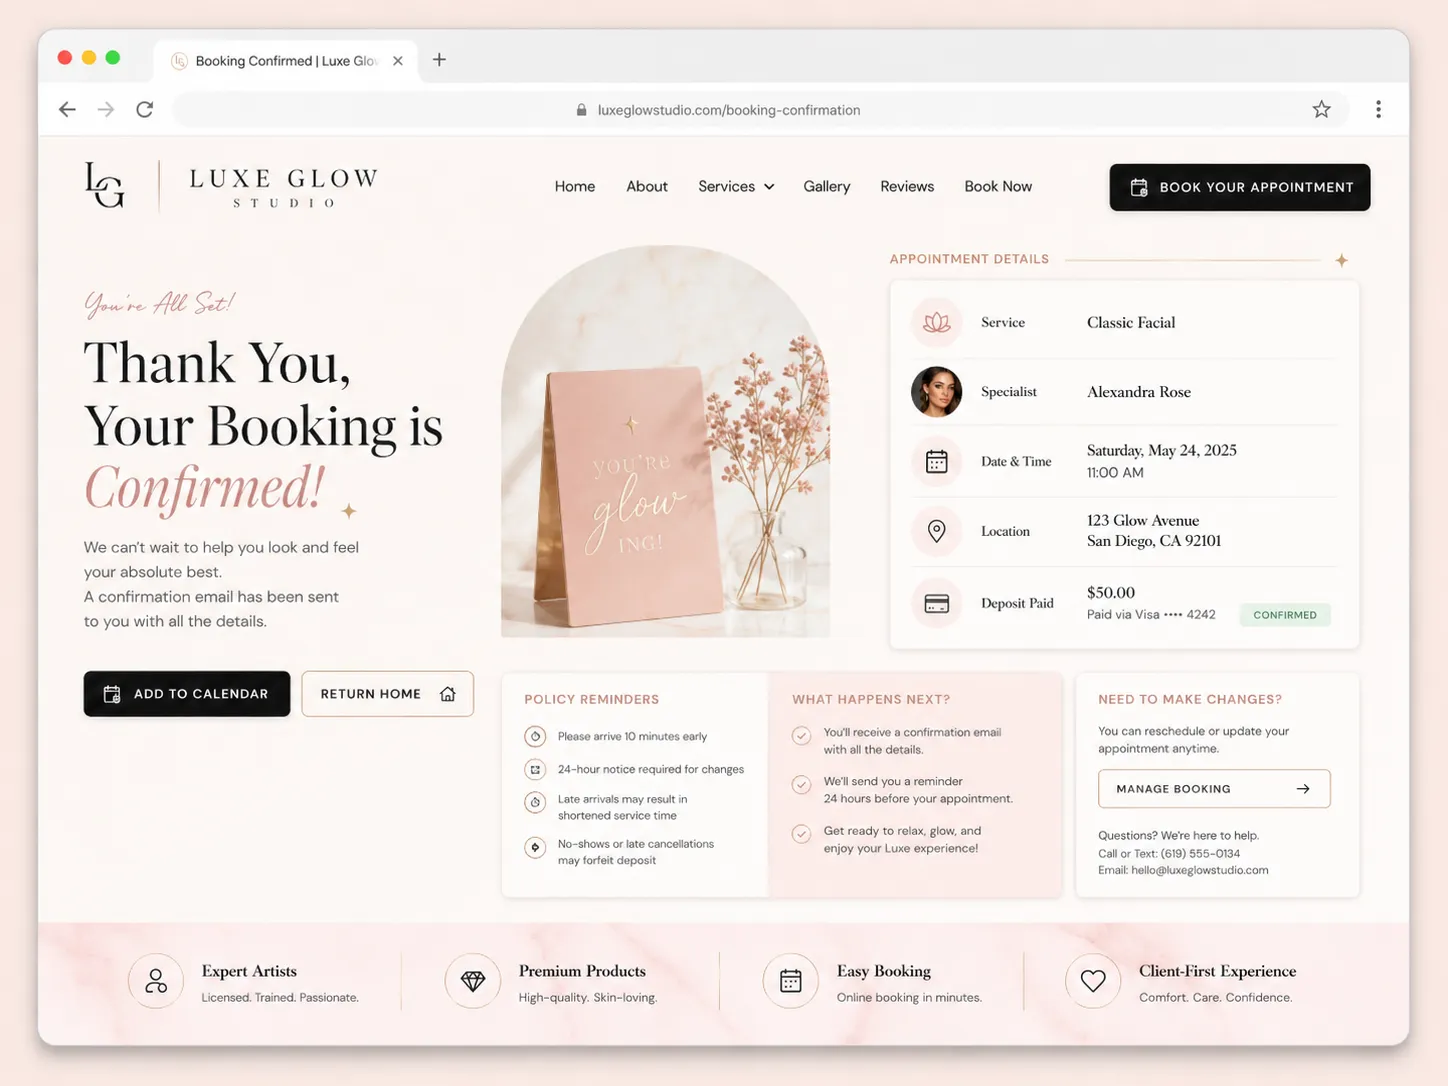 Booking Confirmed | Luxe Glo
luxeglowstudio.com/booking-confirmation
LG
LUXE GLOW
STUDIO
Home
About
Services
Gallery
Reviews
Book Now
BOOK YOUR APPOINTMENT
You're All Set!
Thank You,
Your Booking is
Confirmed!
We can't wait to help you look and feel
your absolute best.
A confirmation email has been sent
to you with all the details.
ADD TO CALENDAR
RETURN HOME
YOU'RE
glow
ING!
APPOINTMENT DETAILS
Service
Classic Facial
Specialist
Alexandra Rose
Date & Time
Saturday, May 24, 2025
11:00 AM
Location
123 Glow Avenue
San Diego, CA 92101
Deposit Paid
$50.00
Paid via Visa •••• 4242
CONFIRMED
POLICY REMINDERS
Please arrive 10 minutes early
24-hour notice required for changes
Late arrivals may result in
shortened service time
No-shows or late cancellations
may forfeit deposit
WHAT HAPPENS NEXT?
You'll receive a confirmation email
with all the details.
We'll send you a reminder
24 hours before your appointment.
Get ready to relax, glow, and
enjoy your Luxe experience!
NEED TO MAKE CHANGES?
You can reschedule or update your
appointment anytime.
MANAGE BOOKING
Questions? We're here to help.
Call or Text: (619) 555-0134
Email: hello@luxeglowstudio.com
Expert Artists
Licensed. Trained. Passionate.
Premium Products
High-quality. Skin-loving.
Easy Booking
Online booking in minutes.
Client-First Experience
Comfort. Care. Confidence.